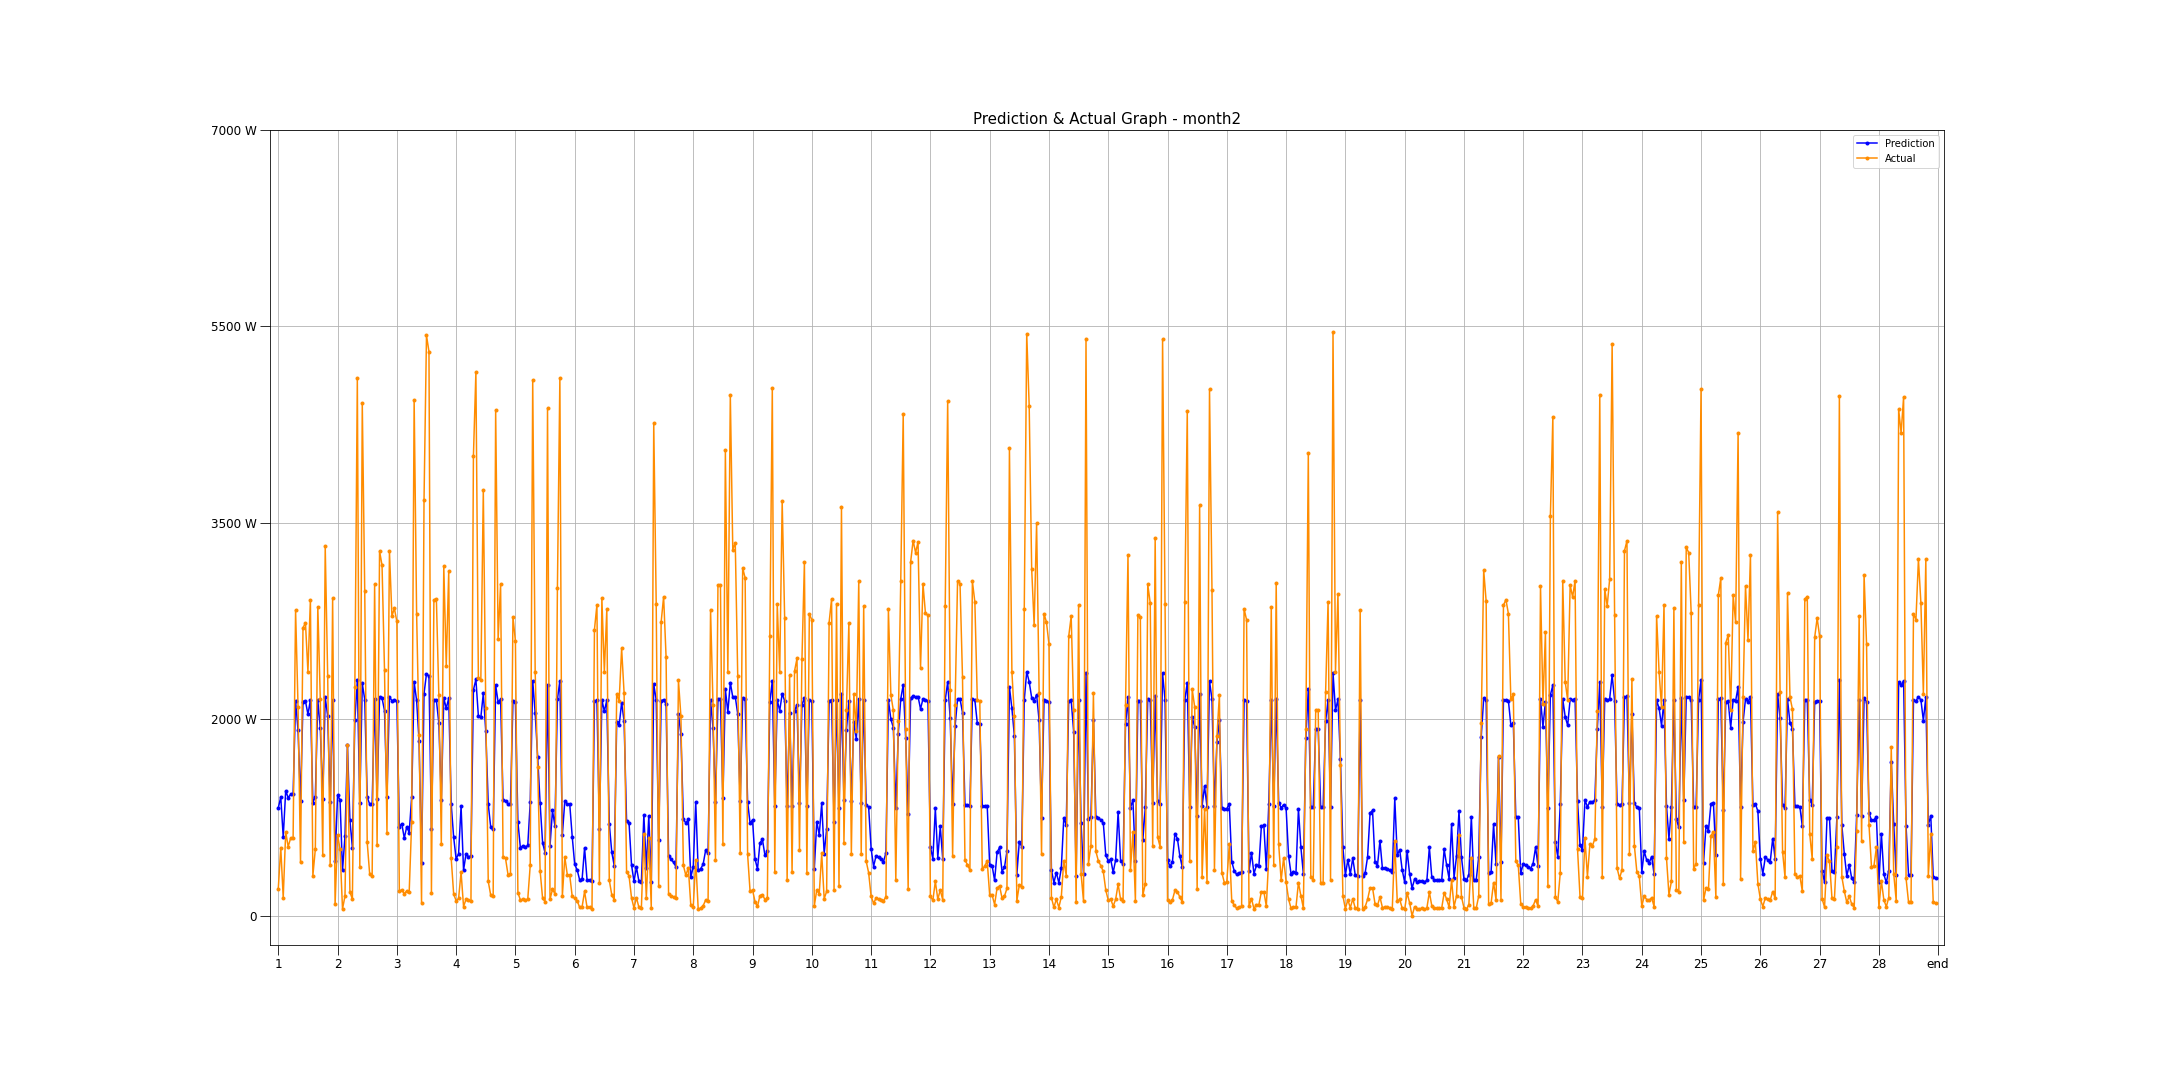 Prediction & Actual Graph - month2
7000 W
5500 W
3500 W
2000 W
0
Prediction
Actual
1 2 3 4 5 6 7 8 9 10 11 12 13 14 15 16 17 18 19 20 21 22 23 24 25 26 27 28 end